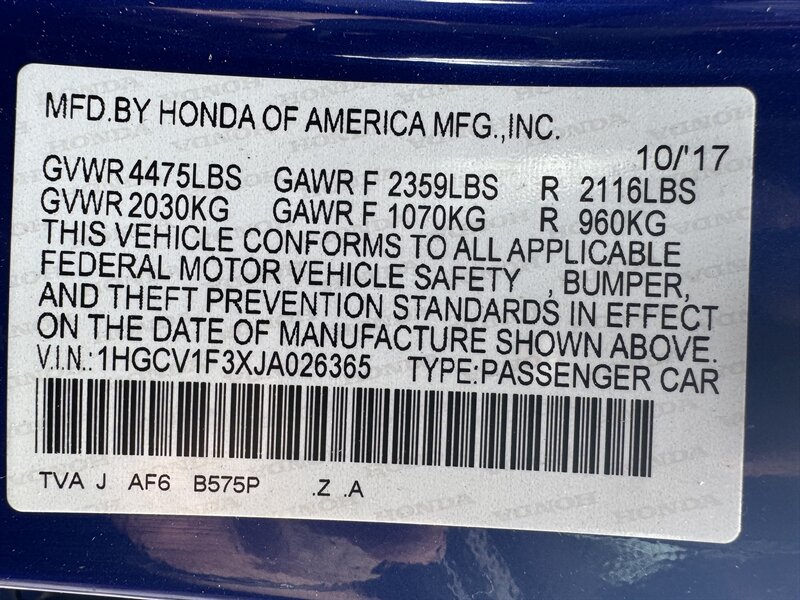 MFD.BY HONDA OF AMERICA MFG.,INC.
10/'17
GVWR 4475LBS GAWR F 2359LBS R 2116LBS
GVWR 2030KG GAWR F 1070KG R 960KG
THIS VEHICLE CONFORMS TO ALL APPLICABLE
FEDERAL MOTOR VEHICLE SAFETY , BUMPER,
AND THEFT PREVENTION STANDARDS IN EFFECT
ON THE DATE OF MANUFACTURE SHOWN ABOVE.
V.I.N.:1HGCV1F3XJA026365 TYPE:PASSENGER CAR
TVA J AF6 B575P .Z .A